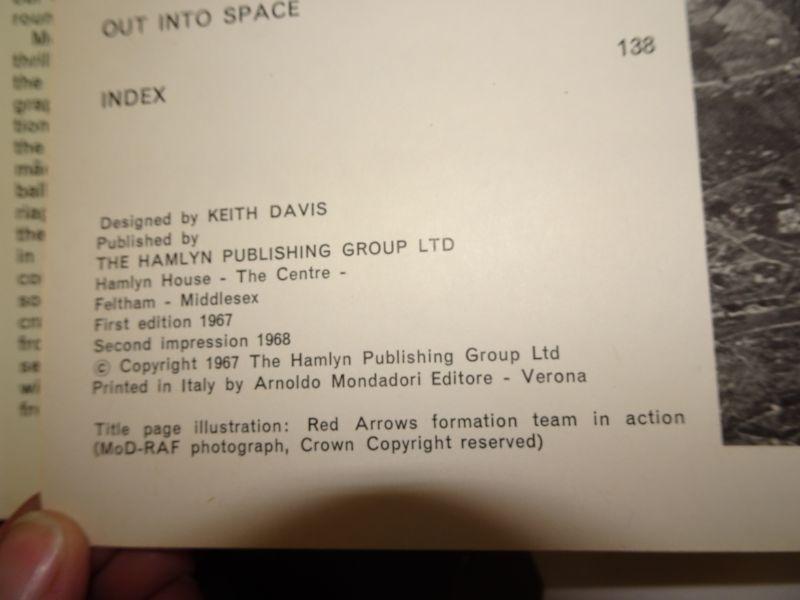 OUT INTO SPACE
138
INDEX
Designed by KEITH DAVIS
Published by
THE HAMLYN PUBLISHING GROUP LTD
Hamlyn House - The Centre -
Feltham - Middlesex
First edition 1967
Second impression 1968
© Copyright 1967 The Hamlyn Publishing Group Ltd
Printed in Italy by Arnoldo Mondadori Editore - Verona
Title page illustration: Red Arrows formation team in action
(MoD-RAF photograph, Crown Copyright reserved)